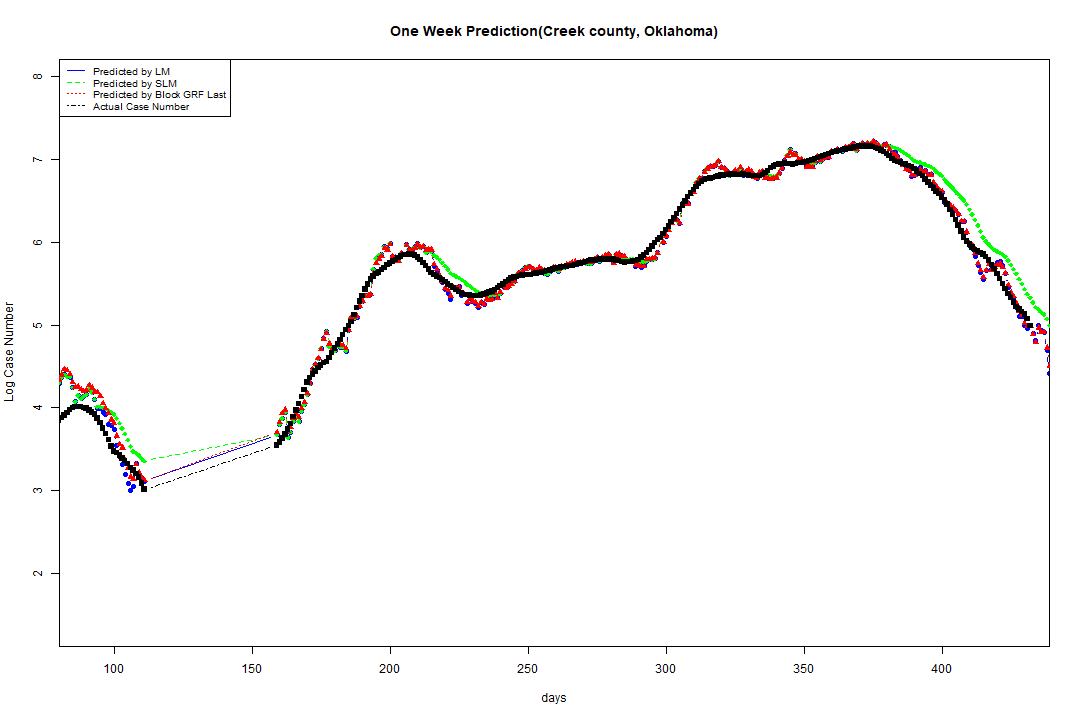 One Week Prediction(Creek county, Oklahoma)
Predicted by LM
Predicted by SLM
Predicted by Block GRF Last
Actual Case Number
8
7
6
5
4
3
2
Log Case Number
100 150 200 250 300 350 400
days